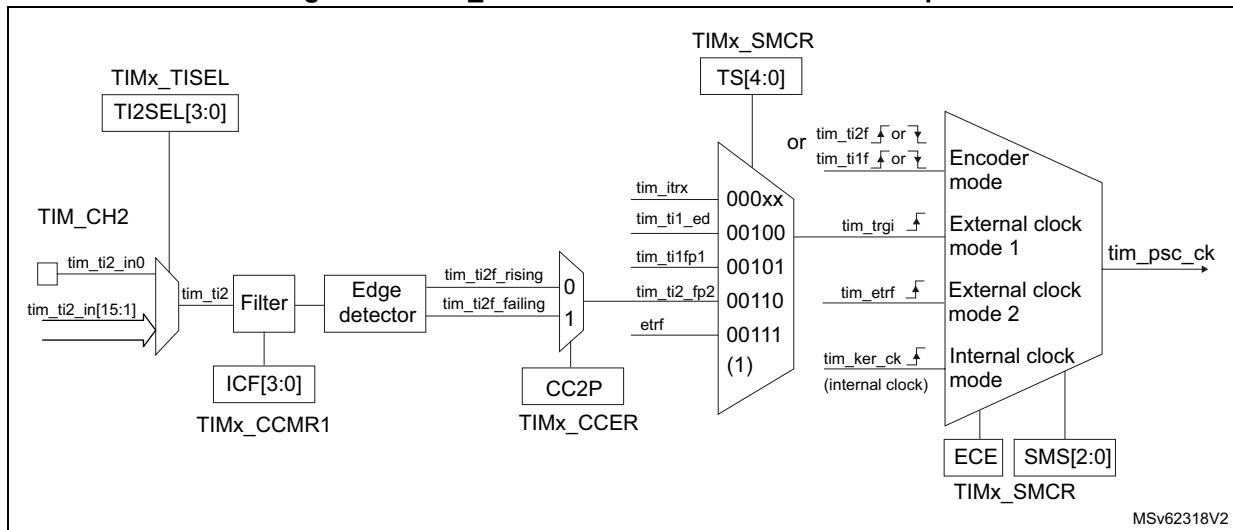 TIMx_SMCR
TS[4:0]
TIMx_TISEL
TI2SEL[3:0]
TIM_CH2
tim_ti2_in0
tim_ti2_in[15:1]
tim_ti2
Filter
ICF[3:0]
TIMx_CCMR1
Edge
detector
tim_ti2f_rising
tim_ti2f_failing
0
1
CC2P
TIMx_CCER
tim_itrx
tim_ti1_ed
tim_ti1fp1
tim_ti2_fp2
etrf
000xx
00100
00101
00110
00111
(1)
or
tim_ti2f or
tim_ti1f or
Encoder
mode
tim_trgi
External clock
mode 1
tim_etrf
External clock
mode 2
tim_ker_ck
(internal clock)
Internal clock
mode
tim_psc_ck
ECE
SMS[2:0]
TIMx_SMCR
MSv62318V2